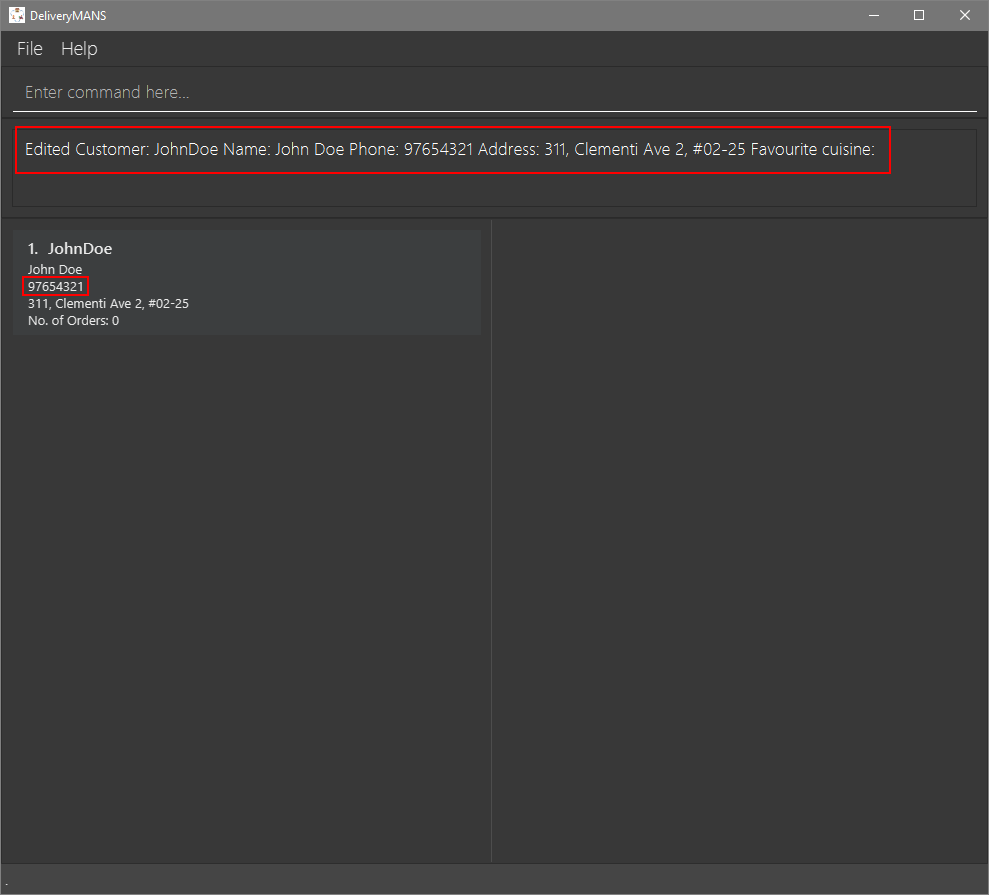 DeliveryMANS
File Help
Enter command here...
Edited Customer: JohnDoe Name: John Doe Phone: 97654321 Address: 311, Clementi Ave 2, #02-25 Favourite cuisine:
1. JohnDoe
John Doe
97654321
311, Clementi Ave 2, #02-25
No. of Orders: 0
.